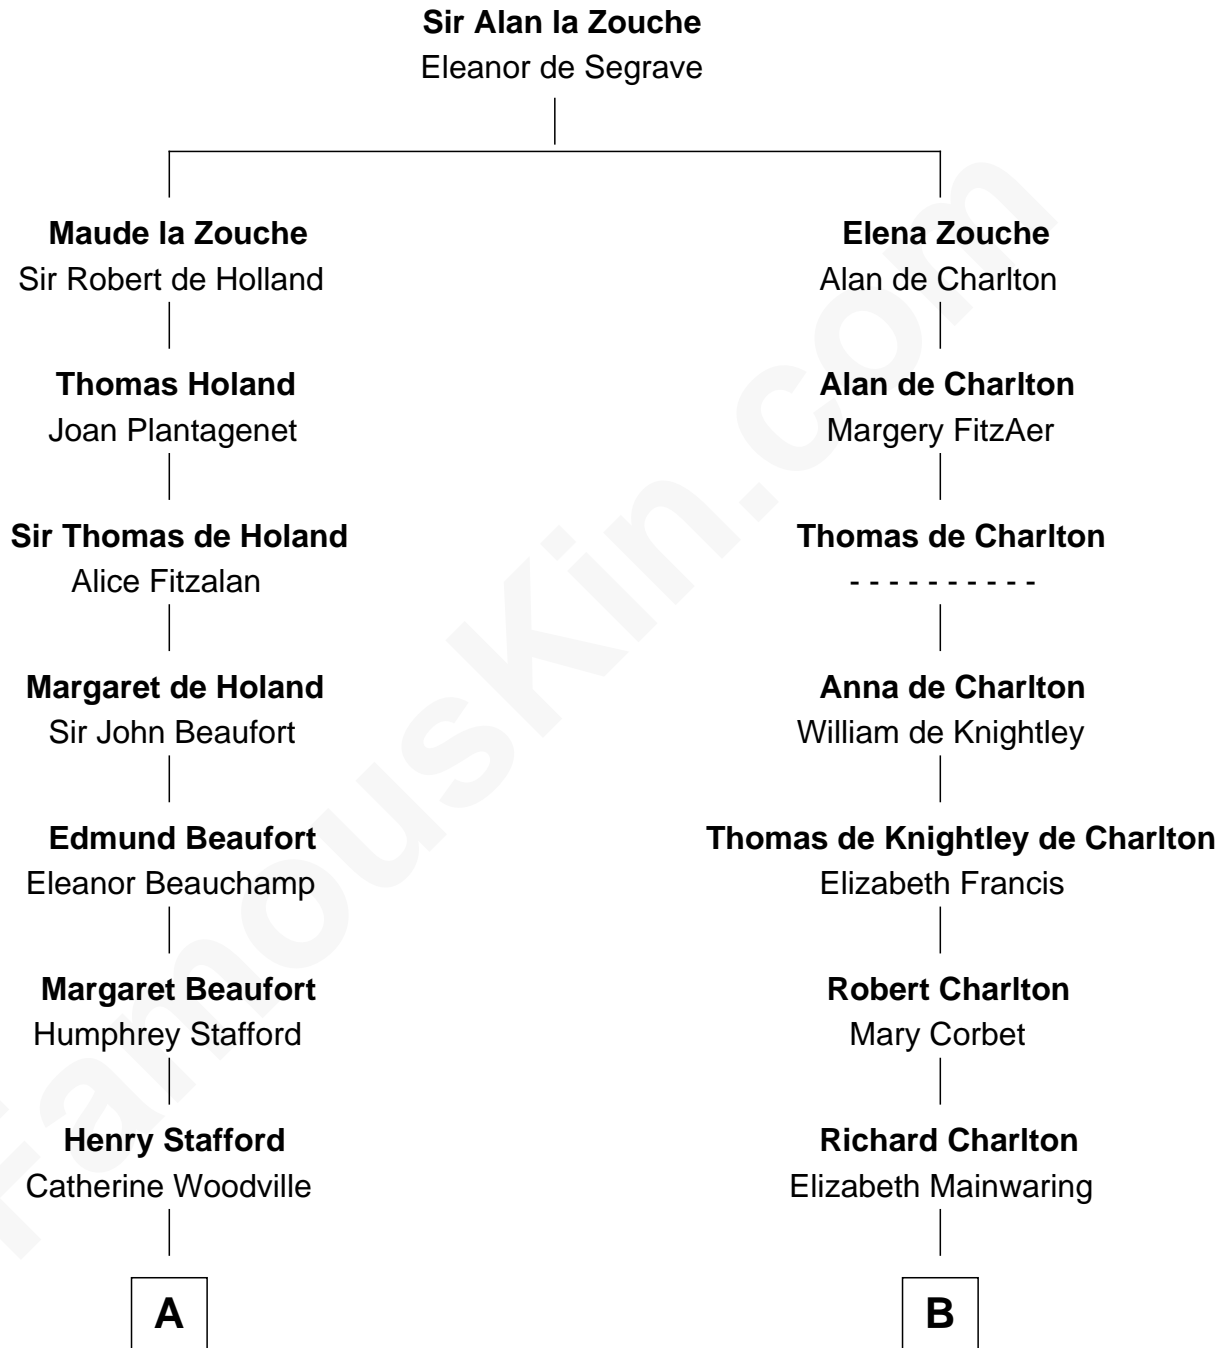 Sir Alan la Zouche
Eleanor de Segrave
Maude la Zouche
Sir Robert de Holland
Elena Zouche
Alan de Charlton
Thomas Holand
Joan Plantagenet
Alan de Charlton
Margery FitzAer
Sir Thomas de Holand
Alice Fitzalan
Thomas de Charlton
- - - - - - - - - -
Margaret de Holand
Sir John Beaufort
Anna de Charlton
William de Knightley
Edmund Beaufort
Eleanor Beauchamp
Thomas de Knightley de Charlton
Elizabeth Francis
Margaret Beaufort
Humphrey Stafford
Robert Charlton
Mary Corbet
Henry Stafford
Catherine Woodville
Richard Charlton
Elizabeth Mainwaring
A
B
FamousKin.com